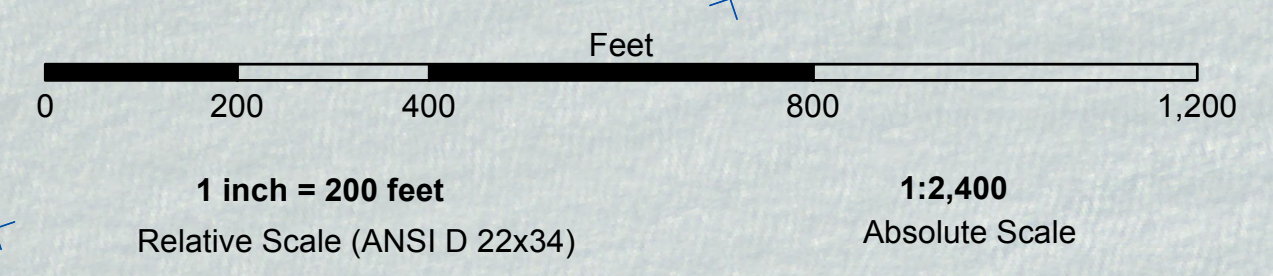 Feet
0 200 400 800 1,200
1 inch = 200 feet
Relative Scale (ANSI D 22x34)
1:2,400
Absolute Scale